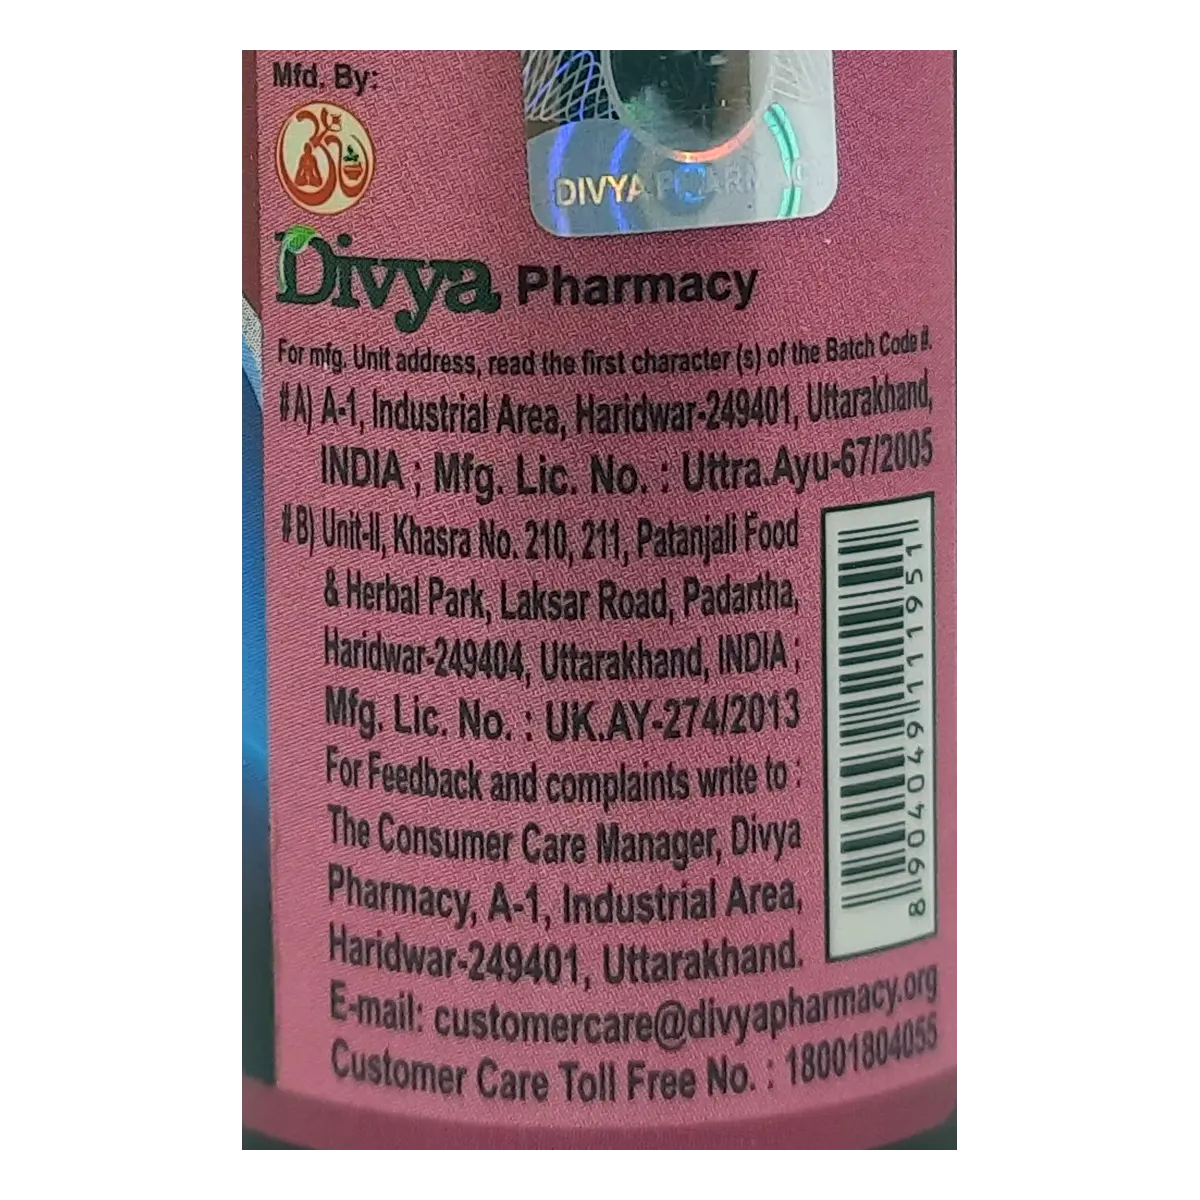 Mfd. By:
DIVYA PHARMAC
Divya Pharmacy
For mfg. Unit address, read the first character (s) of the Batch Code #.
# A) A-1, Industrial Area, Haridwar-249401, Uttarakhand,
INDIA ; Mfg. Lic. No. : Uttra.Ayu-67/2005
# B) Unit-II, Khasra No. 210, 211, Patanjali Food
& Herbal Park, Laksar Road, Padartha,
Haridwar-249404, Uttarakhand, INDIA ;
Mfg. Lic. No. : UK.AY-274/2013
For Feedback and complaints write to :
The Consumer Care Manager, Divya
Pharmacy, A-1, Industrial Area,
Haridwar-249401, Uttarakhand.
E-mail: customercare@divyapharmacy.org
Customer Care Toll Free No. : 18001804055
8904049111951